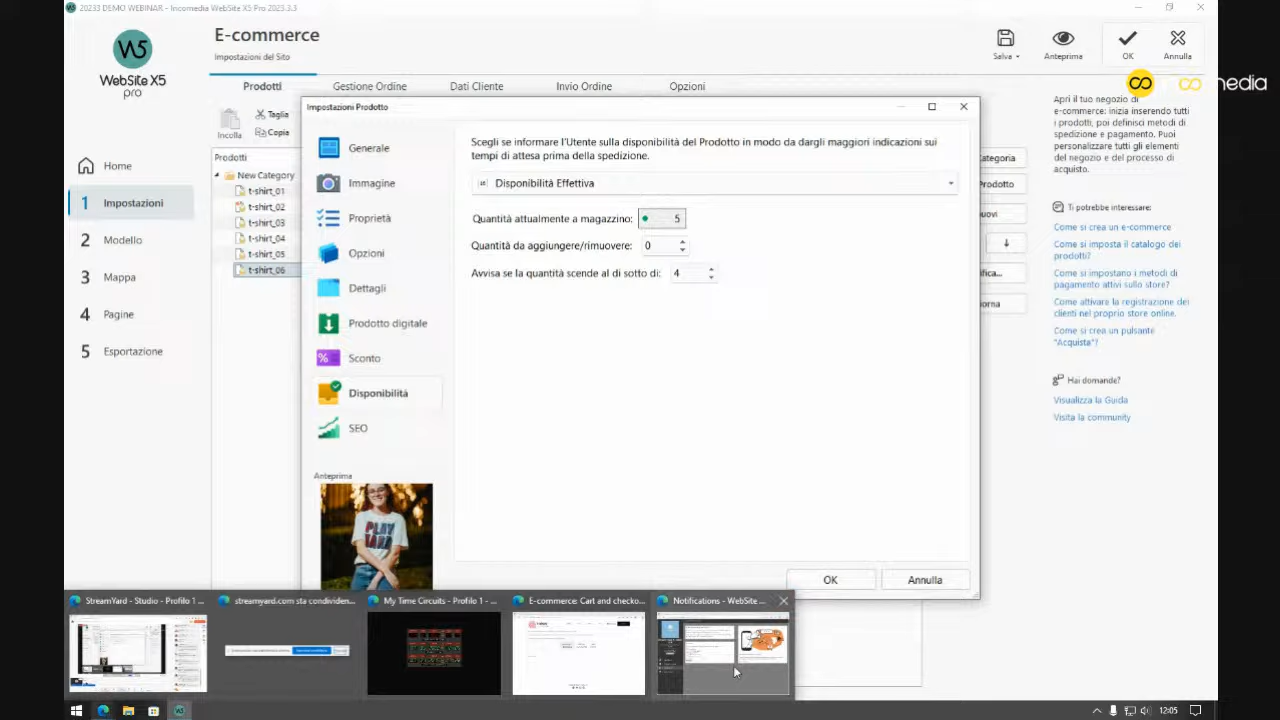 20233 DEMO WEBINAR - Incomedia WebSite X5 Pro 2023.3.3
W5
WebSite X5
pro
E-commerce
Impostazioni del Sito
Salva
Anteprima
OK
Annulla
Prodotti
Gestione Ordine
Dati Cliente
Invio Ordine
Opzioni
media
Incolla
Taglia
Copia
Prodotti
New Category
t-shirt_01
t-shirt_02
t-shirt_03
t-shirt_04
t-shirt_05
t-shirt_06
Home
1 Impostazioni
2 Modello
3 Mappa
4 Pagine
5 Esportazione
Impostazioni Prodotto
Generale
Immagine
Proprietà
Opzioni
Dettagli
Prodotto digitale
Sconto
Disponibilità
SEO
Anteprima
PLAY
YARD
Scegli se informare l'Utente sulla disponibilità del Prodotto in modo da dargli maggiori indicazioni sui
tempi di attesa prima della spedizione.
Disponibilità Effettiva
Quantità attualmente a magazzino: 5
Quantità da aggiungere/rimuovere: 0
Avvisa se la quantità scende al di sotto di: 4
OK
Annulla
ategoria
Prodotto
uovi
ifica...
iorna
Apri il tuo negozio di
e-commerce: inizia inserendo tutti
i prodotti, poi definisci metodi di
spedizione e pagamento. Puoi
personalizzare tutti gli elementi
del negozio e del processo di
acquisto.
Ti potrebbe interessare:
Come si crea un e-commerce
Come si imposta il catalogo dei
prodotti?
Come si impostano i metodi di
pagamento attivi sullo store?
Come attivare la registrazione dei
clienti nel proprio store online.
Come si crea un pulsante
"Acquista"?
Hai domande?
Visualizza la Guida
Visita la community
StreamYard - Studio - Profilo 1 ...
streamyard.com sta condividen...
My Time Circuits - Profilo 1 - ...
E-commerce: Cart and checko...
Notifications - WebSite ...
12:05